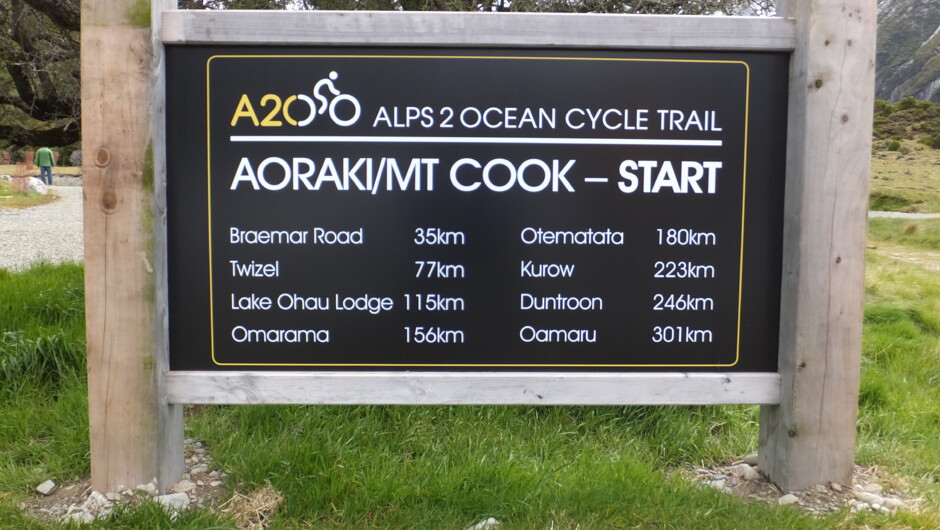 A2O ALPS 2 OCEAN CYCLE TRAIL
AORAKI/MT COOK – START
Braemar Road 35km
Twizel 77km
Lake Ohau Lodge 115km
Omarama 156km
Otematata 180km
Kurow 223km
Duntroon 246km
Oamaru 301km